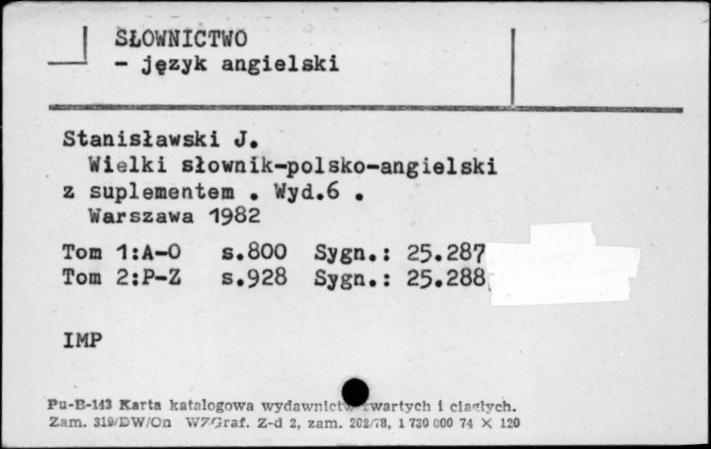 SŁOWNICTWO
- język angielski
Stanisławski J.
Wielki słownik-polsko-angielski
z suplementem . Wyd.6 .
Warszawa 1982
Tom 1:A-O s.800 Sygn.: 25.287
Tom 2:P-Z s.928 Sygn.: 25.288
IMP
Pu-B-143 Karta katalogowa wydawnictw zwartych i ciągłych.
Zam. 319/DW/On WZGraf. Z-d 2, zam. 202/78, 1 730 000 74 X 120